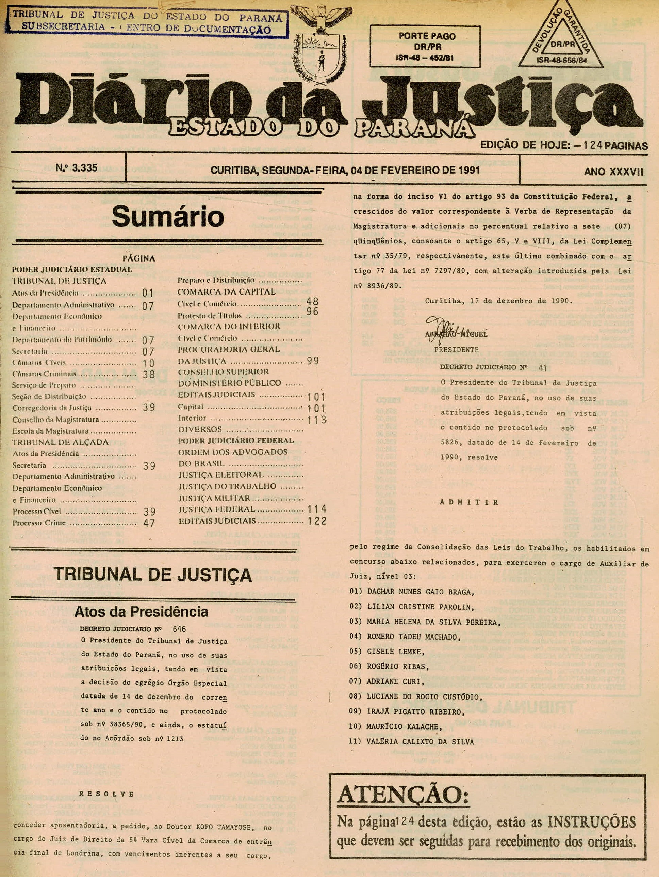 TRIBUNAL DE JUSTIÇA DO ESTADO DO PARANÁ
SUBSECRETARIA - CENTRO DE DOCUMENTAÇÃO
PORTE PAGO
DR/PR
ISR-48 - 452/81
DEVOLUÇÃO GARANTIDA
DR/PR
ISR-48-556/84
Diário da Justiça
ESTADO DO PARANÁ
EDIÇÃO DE HOJE: - 124 PAGINAS
N.º 3.335
CURITIBA, SEGUNDA-FEIRA, 04 DE FEVEREIRO DE 1991
ANO XXXVII
Sumário
PÁGINA
PODER JUDICIÁRIO ESTADUAL
TRIBUNAL DE JUSTIÇA
Atos da Presidência ................ 01
Departamento Administrativo ...... 07
Departamento Econômico
e Financeiro ......................
Departamento do Patrimônio ...... 07
Secretaria ........................ 07
Câmaras Cíveis .................... 10
Câmaras Criminais ................. 38
Serviço de Preparo ................
Seção de Distribuição .............
Corregedoria da Justiça ........... 39
Conselho da Magistratura ..........
Escola da Magistratura ............
TRIBUNAL DE ALÇADA
Atos da Presidência ...............
Secretaria ........................ 39
Departamento Administrativo ......
Departamento Econômico
e Financeiro ......................
Processo Cível .................... 39
Processo Crime .................... 47
Preparo e Distribuição ................
COMARCA DA CAPITAL
Cível e Comércio .................. 48
Protesto de Títulos ............... 96
COMARCA DO INTERIOR
Cível e Comércio ..................
PROCURADORIA GERAL
DA JUSTIÇA ........................ 99
CONSELHO SUPERIOR
DO MINISTÉRIO PÚBLICO ......
EDITAIS JUDICIAIS ................ 101
Capital ........................... 101
Interior .......................... 113
DIVERSOS ..........................
PODER JUDICIÁRIO FEDERAL
ORDEM DOS ADVOGADOS
DO BRASIL .........................
JUSTIÇA ELEITORAL .................
JUSTIÇA DO TRABALHO ...............
JUSTIÇA MILITAR ...................
JUSTIÇA FEDERAL ................... 114
EDITAIS JUDICIAIS ................. 122
TRIBUNAL DE JUSTIÇA
Atos da Presidência
DECRETO JUDICIÁRIO Nº 646
O Presidente do Tribunal de Justiça
do Estado do Paraná, no uso de suas
atribuições legais, tendo em vista
a decisão do egrégio Órgão Especial
datada de 14 de dezembro do corren
te ano e o contido no protocolado
sob nº 38365/90, e ainda, o estatuí
do no Acórdão sob nº 1213
R E S O L V E
conceder aposentadoria, a pedido, ao Doutor KOFO YAMAYUSE, no
cargo de Juiz de Direito da 5ª Vara Cível da Comarca de entrân
cia final de Londrina, com vencimentos inerentes a seu cargo,
na forma do inciso VI do artigo 93 da Constituição Federal, a
crescidos do valor correspondente à Verba de Representação da
Magistratura e adicionais no percentual relativo a sete (07)
qüinqüênios, consoante o artigo 65, V e VIII, da Lei Complemen
tar nº 35/79, respectivamente, este último combinado com o ar
tigo 77 da Lei nº 7297/80, com alteração introduzida pela Lei
nº 8936/89.
Curitiba, 17 de dezembro de 1990.
ABRAHÃO MIGUEL
PRESIDENTE
DECRETO JUDICIÁRIO Nº 41
O Presidente do Tribunal de Justiça
do Estado do Paraná, no uso de suas
atribuições legais,tendo em vista
o contido no protocolado sob nº
5826, datado de 14 de fevereiro de
1990, resolve
A D M I T I R
pelo regime da Consolidação das Leis do Trabalho, os habilitados em
concurso abaixo relacionados, para exercerem o cargo de Auxiliar de
Juiz, nível 03:
01) DAGMAR NUNES GAIO BRAGA,
02) LILIAN CRISTINE PAROLIN,
03) MARIA HELENA DA SILVA PEREIRA,
04) ROMERO TADEU MACHADO,
05) GISELE LEMKE,
06) ROGÉRIO RIBAS,
07) ADRIANE CURI,
08) LUCIANE DO ROCIO CUSTÓDIO,
09) IRAJÁ PIGATTO RIBEIRO,
10) MAURÍCIO KALACHE,
11) VALÉRIA CALIXTO DA SILVA
ATENÇÃO:
Na página 124 desta edição, estão as INSTRUÇÕES
que devem ser seguidas para recebimento dos originais.